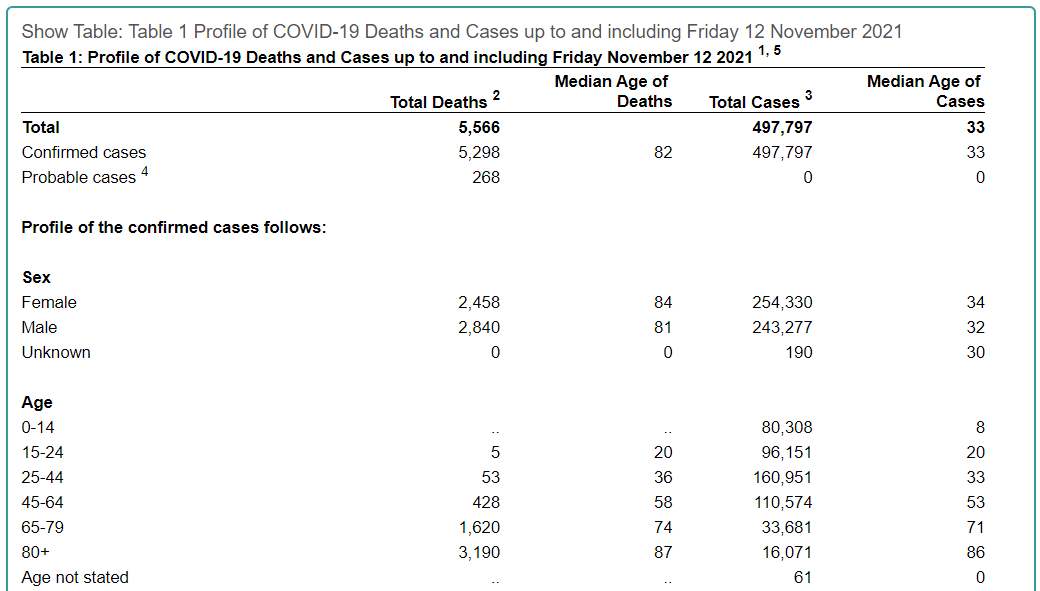 Show Table: Table 1 Profile of COVID-19 Deaths and Cases up to and including Friday 12 November 2021
Table 1: Profile of COVID-19 Deaths and Cases up to and including Friday November 12 2021 1, 5
Total Deaths 2 Median Age of Deaths Total Cases 3 Median Age of Cases
Total 5,566 497,797 33
Confirmed cases 5,298 82 497,797 33
Probable cases 4 268 0 0
Profile of the confirmed cases follows:
Sex
Female 2,458 84 254,330 34
Male 2,840 81 243,277 32
Unknown 0 0 190 30
Age
0-14 .. .. 80,308 8
15-24 5 20 96,151 20
25-44 53 36 160,951 33
45-64 428 58 110,574 53
65-79 1,620 74 33,681 71
80+ 3,190 87 16,071 86
Age not stated .. .. 61 0